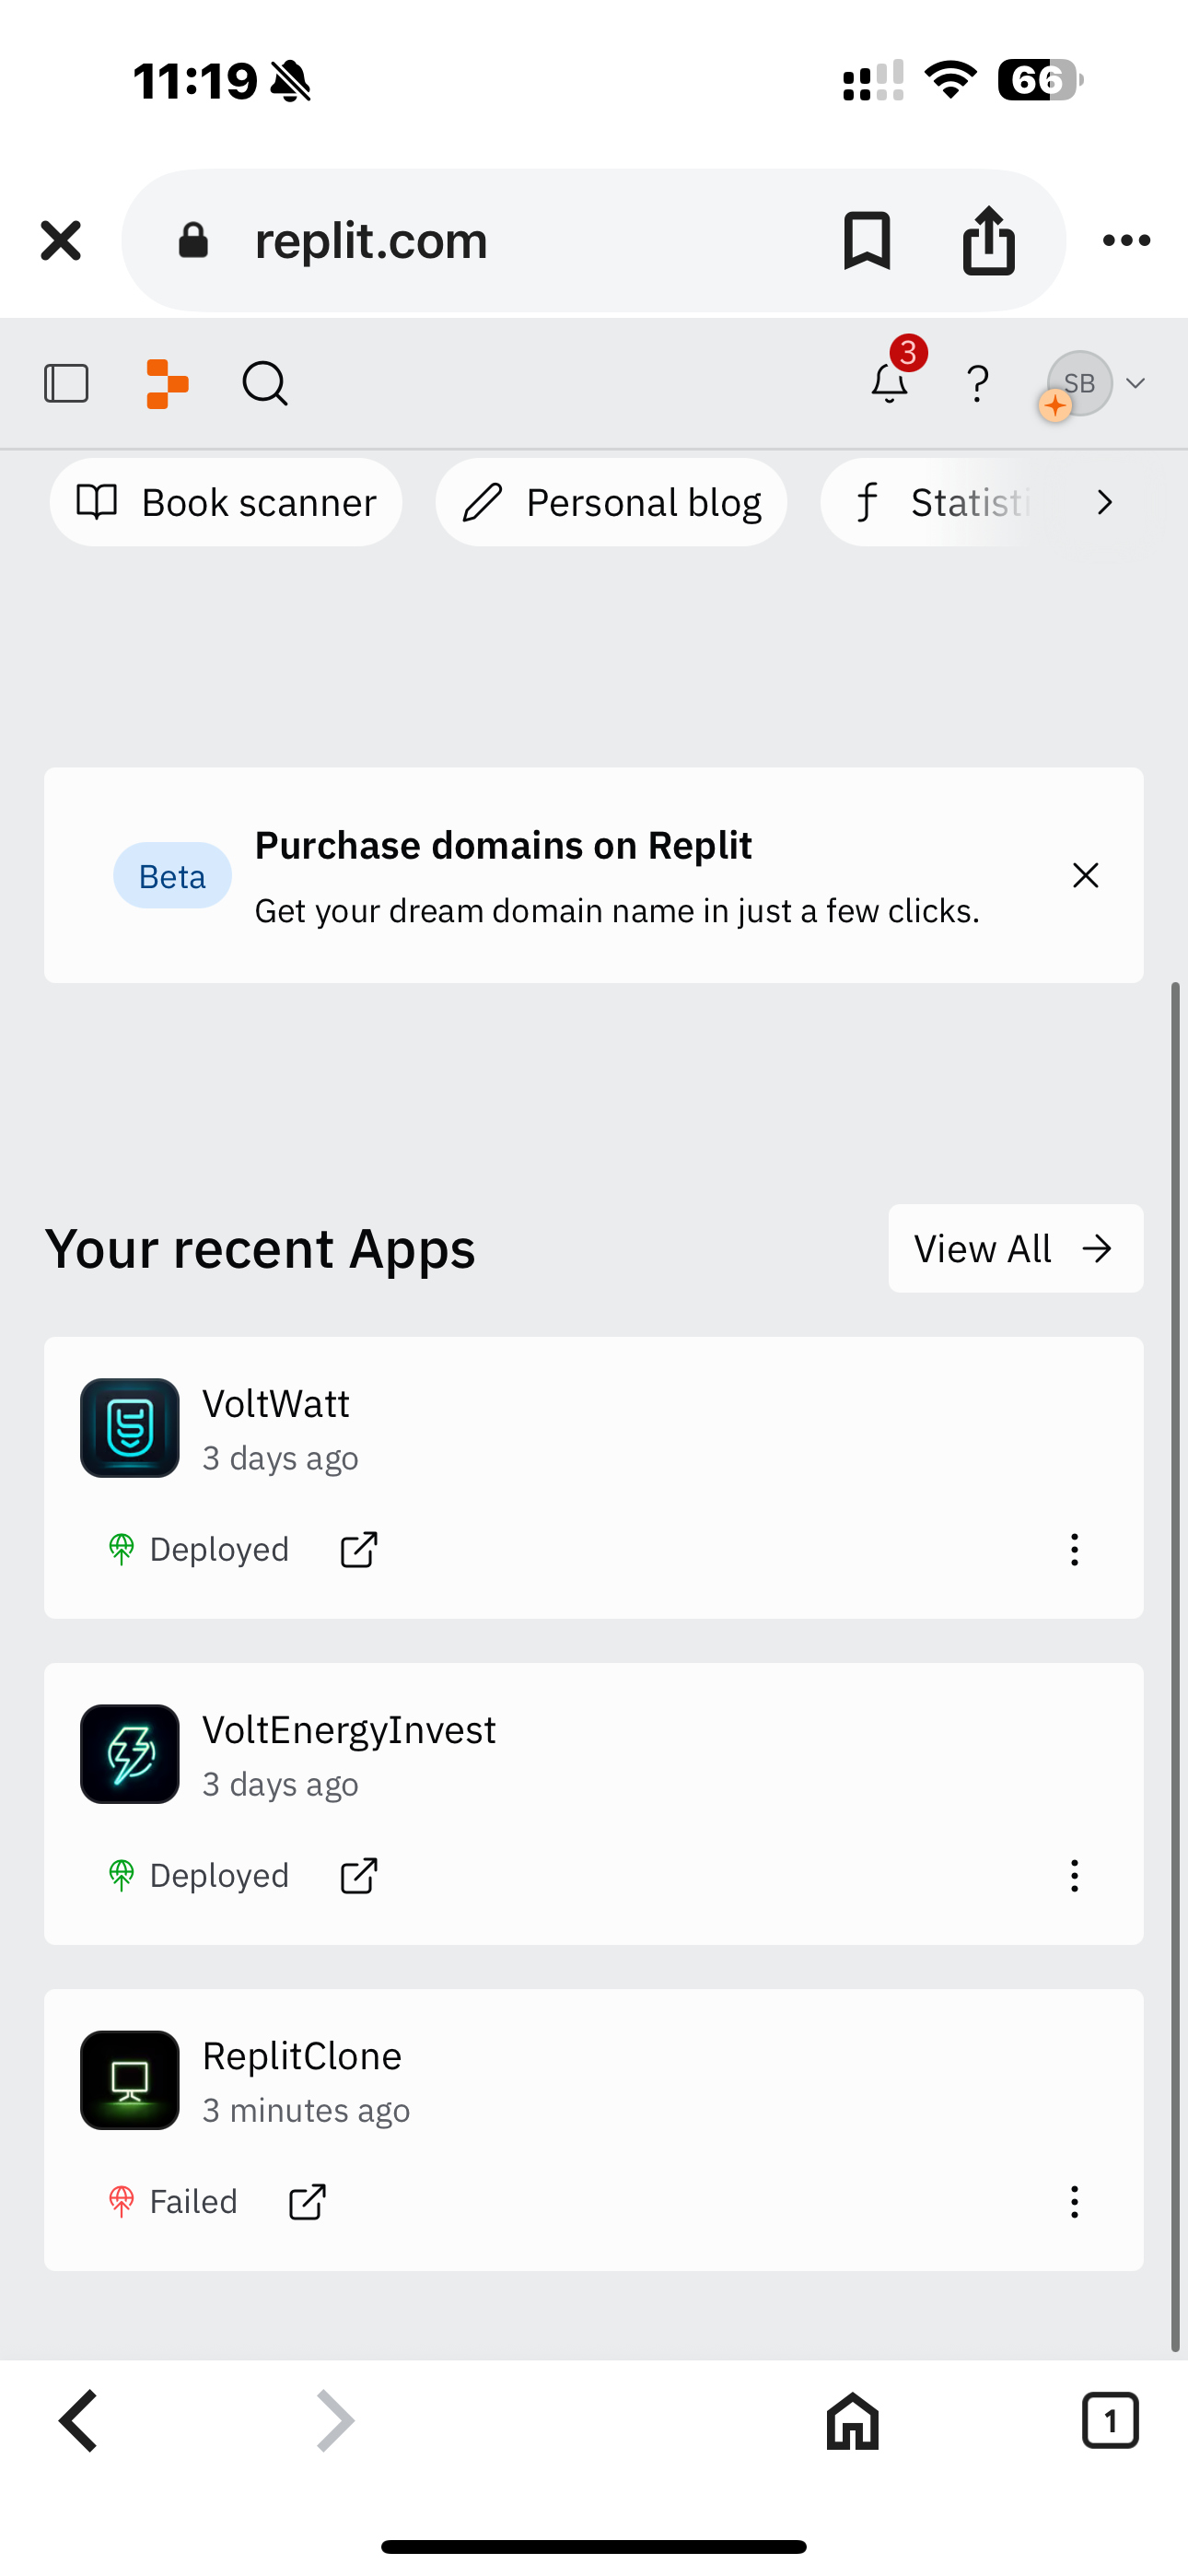 11:19
66
replit.com
3
SB
Book scanner
Personal blog
Statisti
Beta
Purchase domains on Replit
Get your dream domain name in just a few clicks.
Your recent Apps
View All
VoltWatt
3 days ago
Deployed
VoltEnergyInvest
3 days ago
Deployed
ReplitClone
3 minutes ago
Failed
1